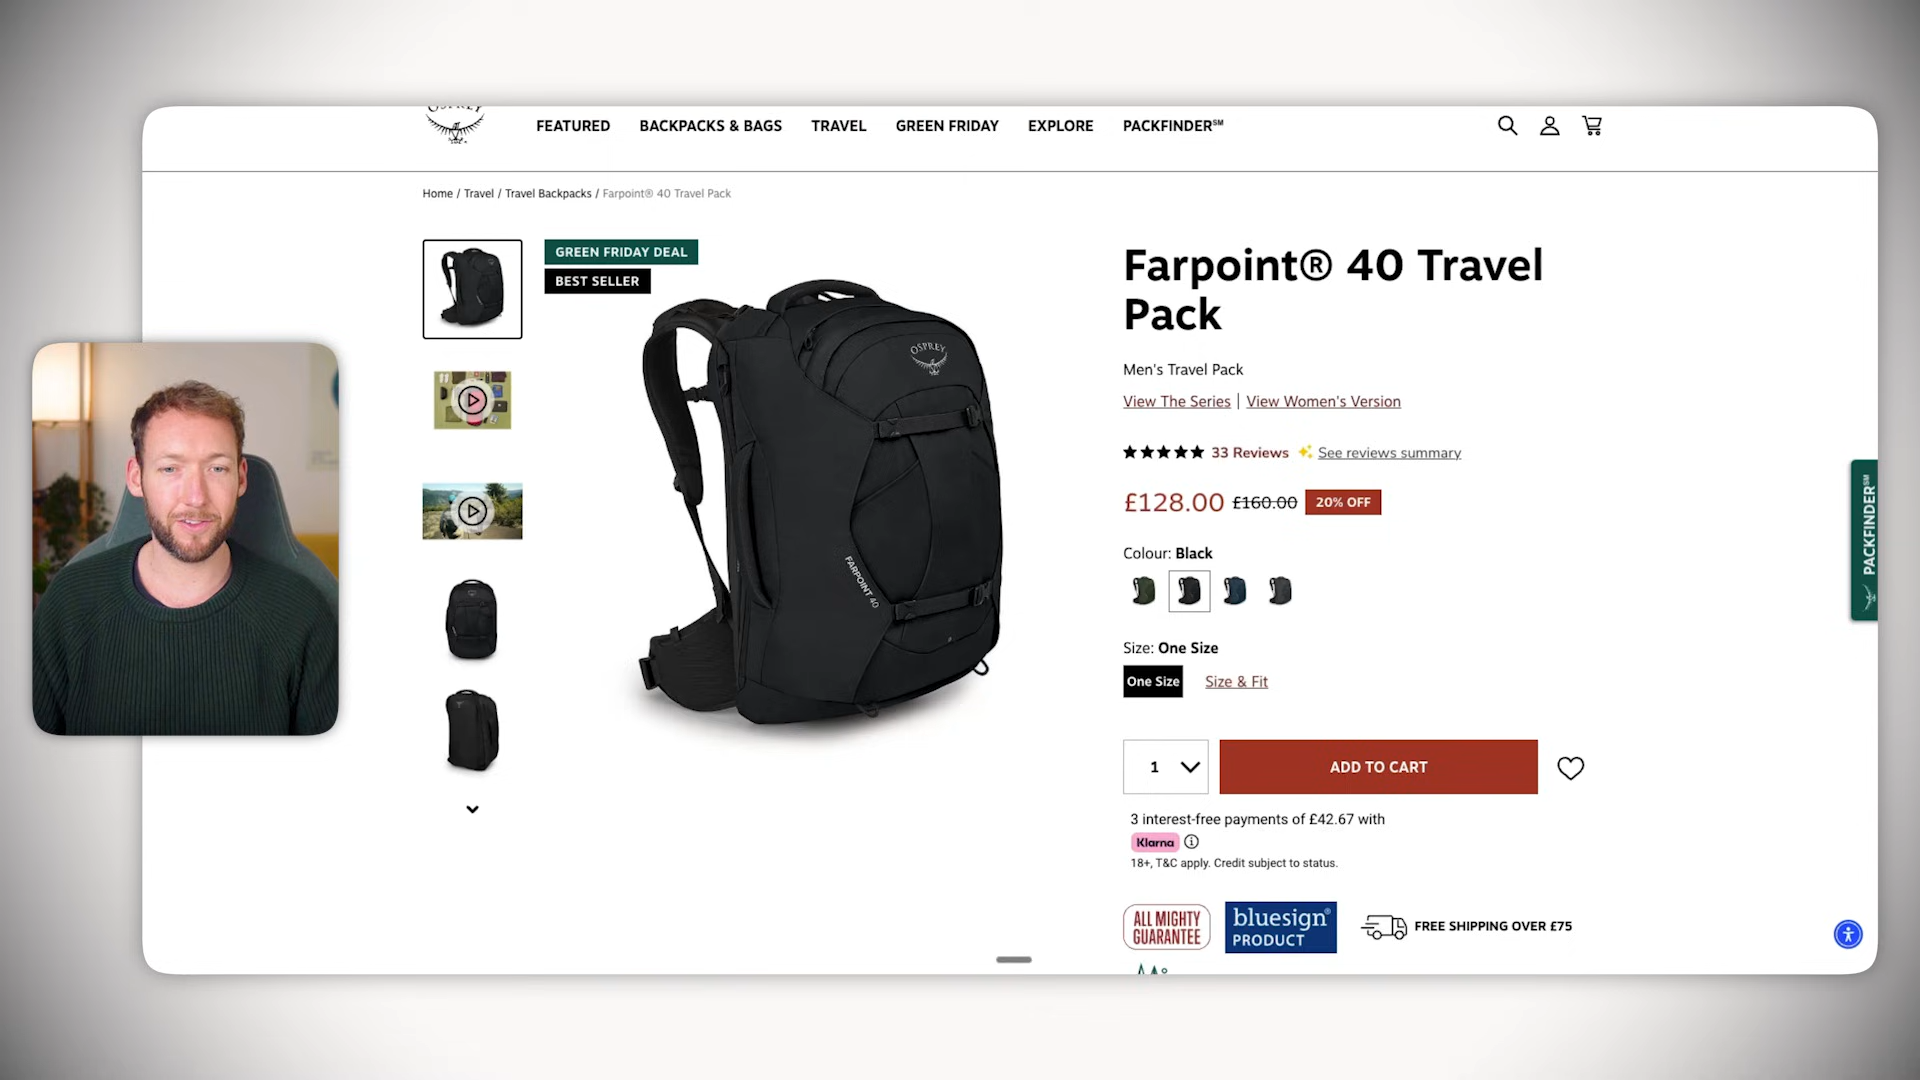 OSPREY
FEATURED
BACKPACKS & BAGS
TRAVEL
GREEN FRIDAY
EXPLORE
PACKFINDER℠
Home / Travel / Travel Backpacks / Farpoint® 40 Travel Pack
GREEN FRIDAY DEAL
BEST SELLER
OSPREY
FARPOINT 40
Farpoint® 40 Travel
Pack
Men's Travel Pack
View The Series | View Women's Version
33 Reviews
See reviews summary
£128.00 £160.00 20% OFF
Colour: Black
Size: One Size
One Size
Size & Fit
1
ADD TO CART
3 interest-free payments of £42.67 with
Klarna
18+, T&C apply. Credit subject to status.
ALL MIGHTY
GUARANTEE
bluesign®
PRODUCT
FREE SHIPPING OVER £75
PACKFINDER℠